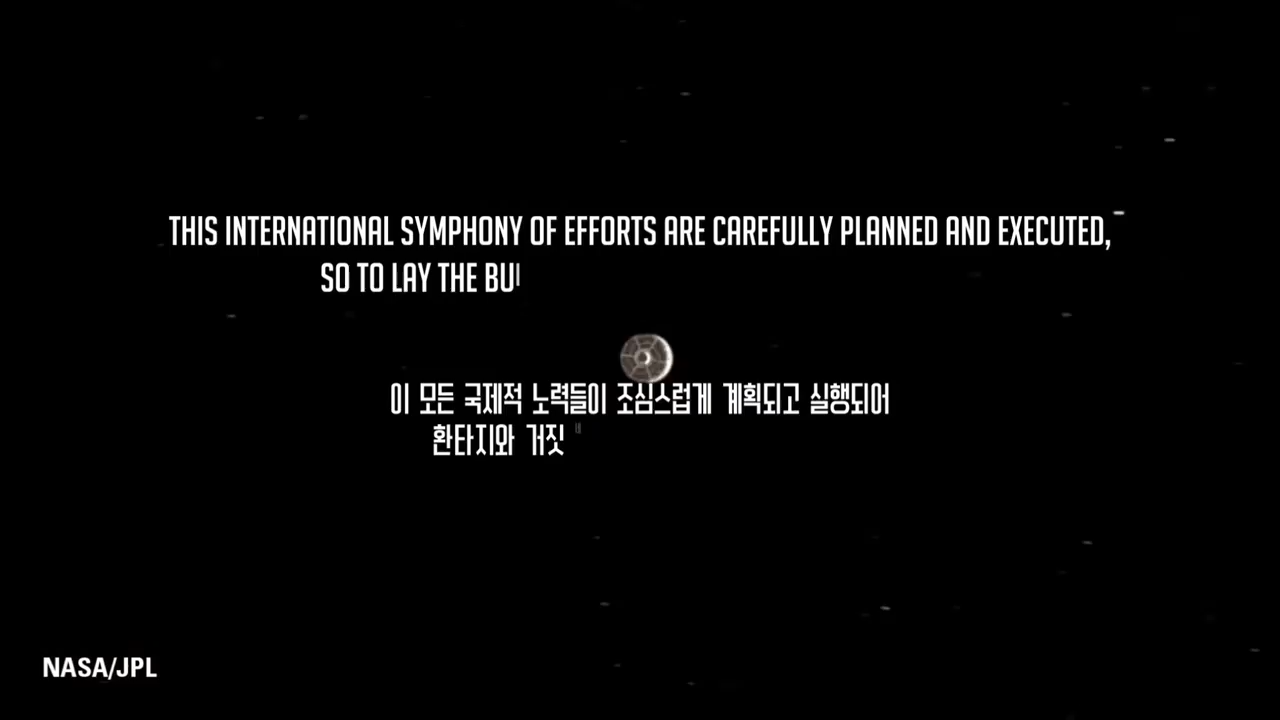 THIS INTERNATIONAL SYMPHONY OF EFFORTS ARE CAREFULLY PLANNED AND EXECUTED,
SO TO LAY THE BU
이 모든 국제적 노력들이 조심스럽게 계획되고 실행되어
환타지와 거짓
NASA/JPL